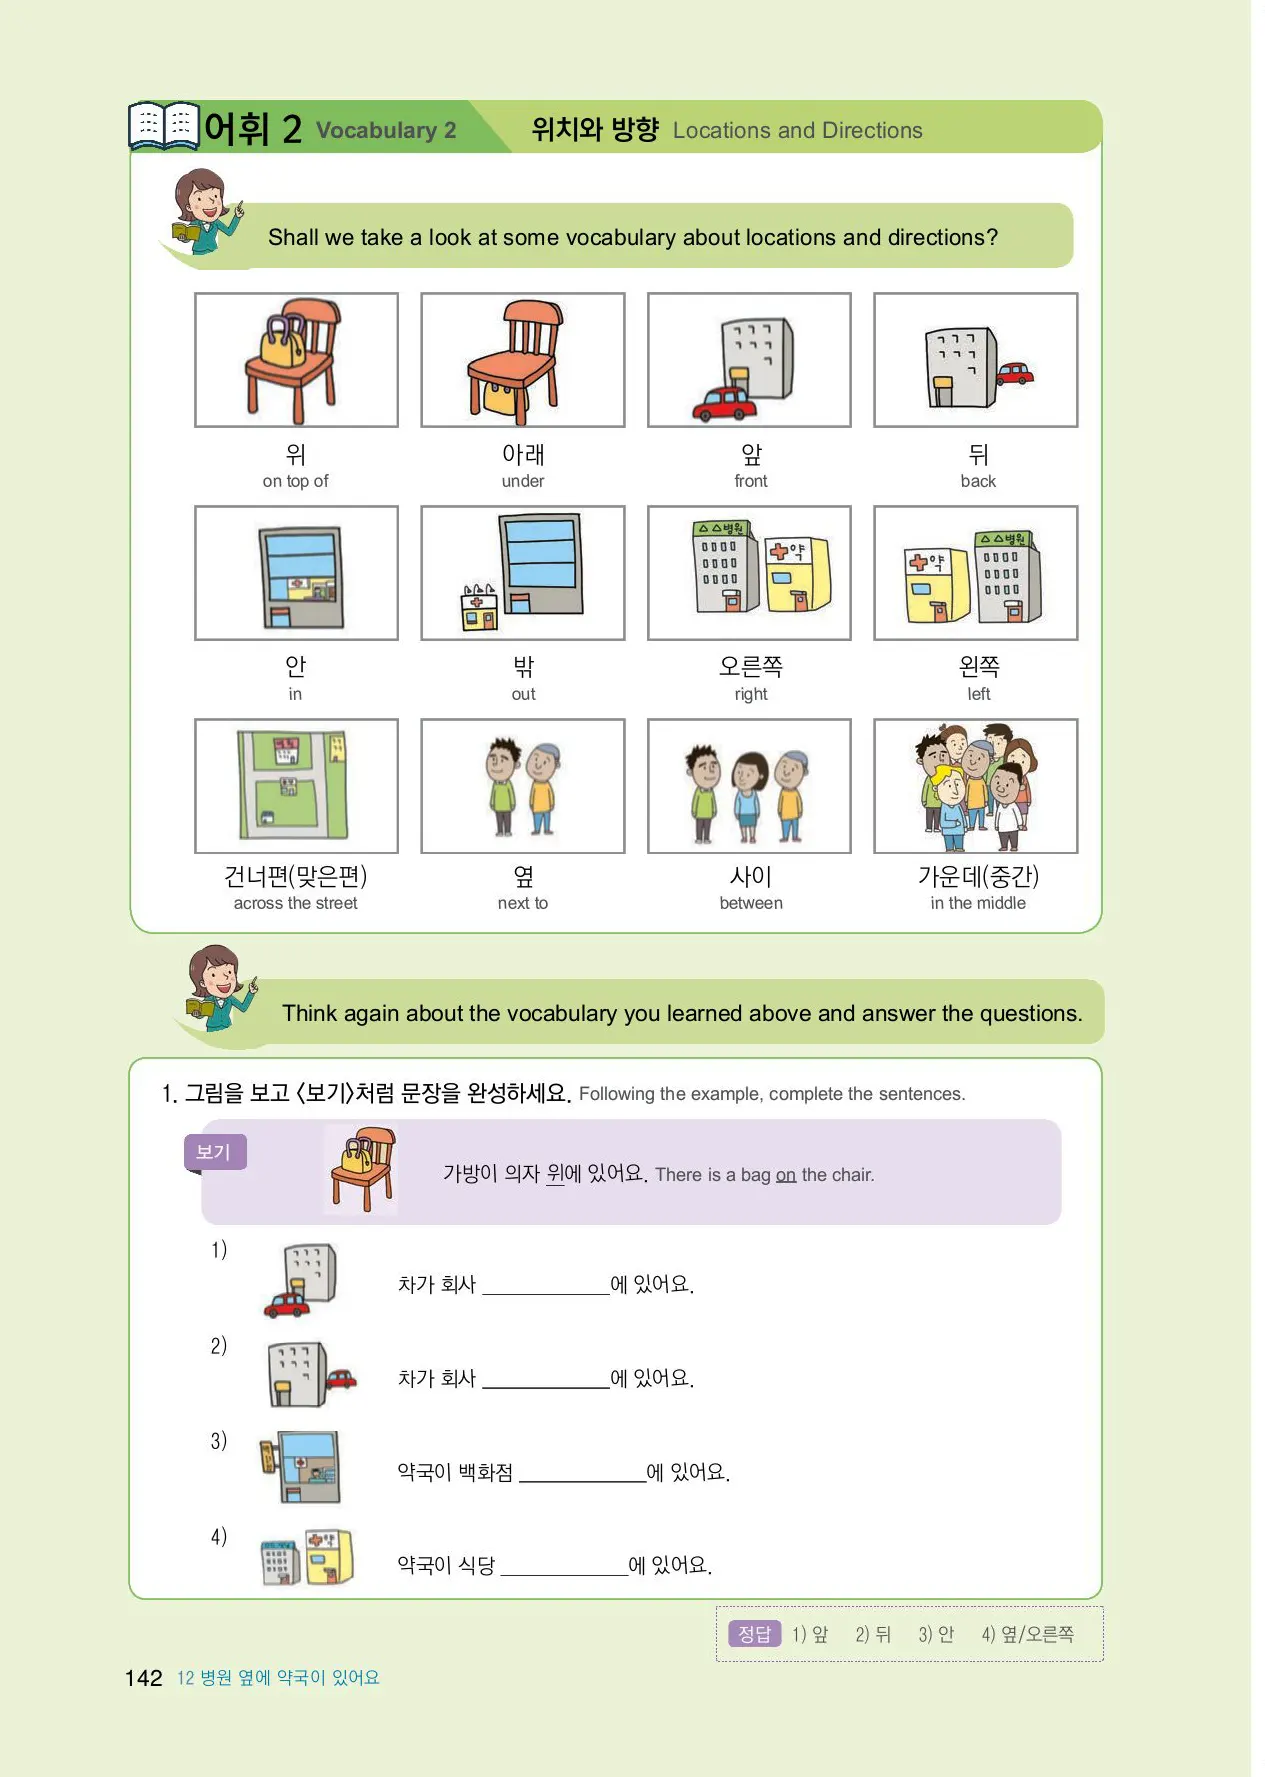 어휘 2 Vocabulary 2 위치와 방향 Locations and Directions
Shall we take a look at some vocabulary about locations and directions?
△△병원 약
약 △△병원
위 아래 앞 뒤
on top of under front back
안 밖 오른쪽 왼쪽
in out right left
건너편(맞은편) 옆 사이 가운데(중간)
across the street next to between in the middle
Think again about the vocabulary you learned above and answer the questions.
1. 그림을 보고 〈보기〉처럼 문장을 완성하세요. Following the example, complete the sentences.
보기
가방이 의자 위에 있어요. There is a bag on the chair.
1)
차가 회사 ____________에 있어요.
2)
차가 회사 ____________에 있어요.
3)
약국이 백화점 ____________에 있어요.
4)
약
약국이 식당 ____________에 있어요.
정답 1) 앞 2) 뒤 3) 안 4) 옆/오른쪽
142 12 병원 옆에 약국이 있어요